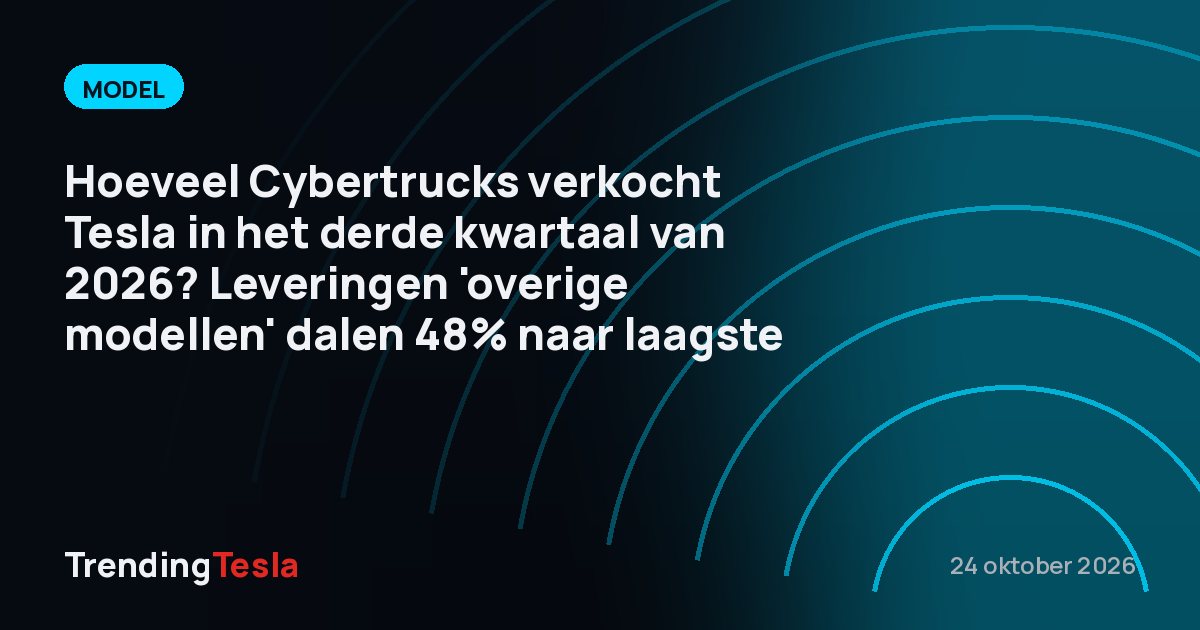 MODEL
Hoeveel Cybertrucks verkocht
Tesla in het derde kwartaal van
2026? Leveringen 'overige
modellen' dalen 48% naar laagste
TrendingTesla
24 oktober 2026